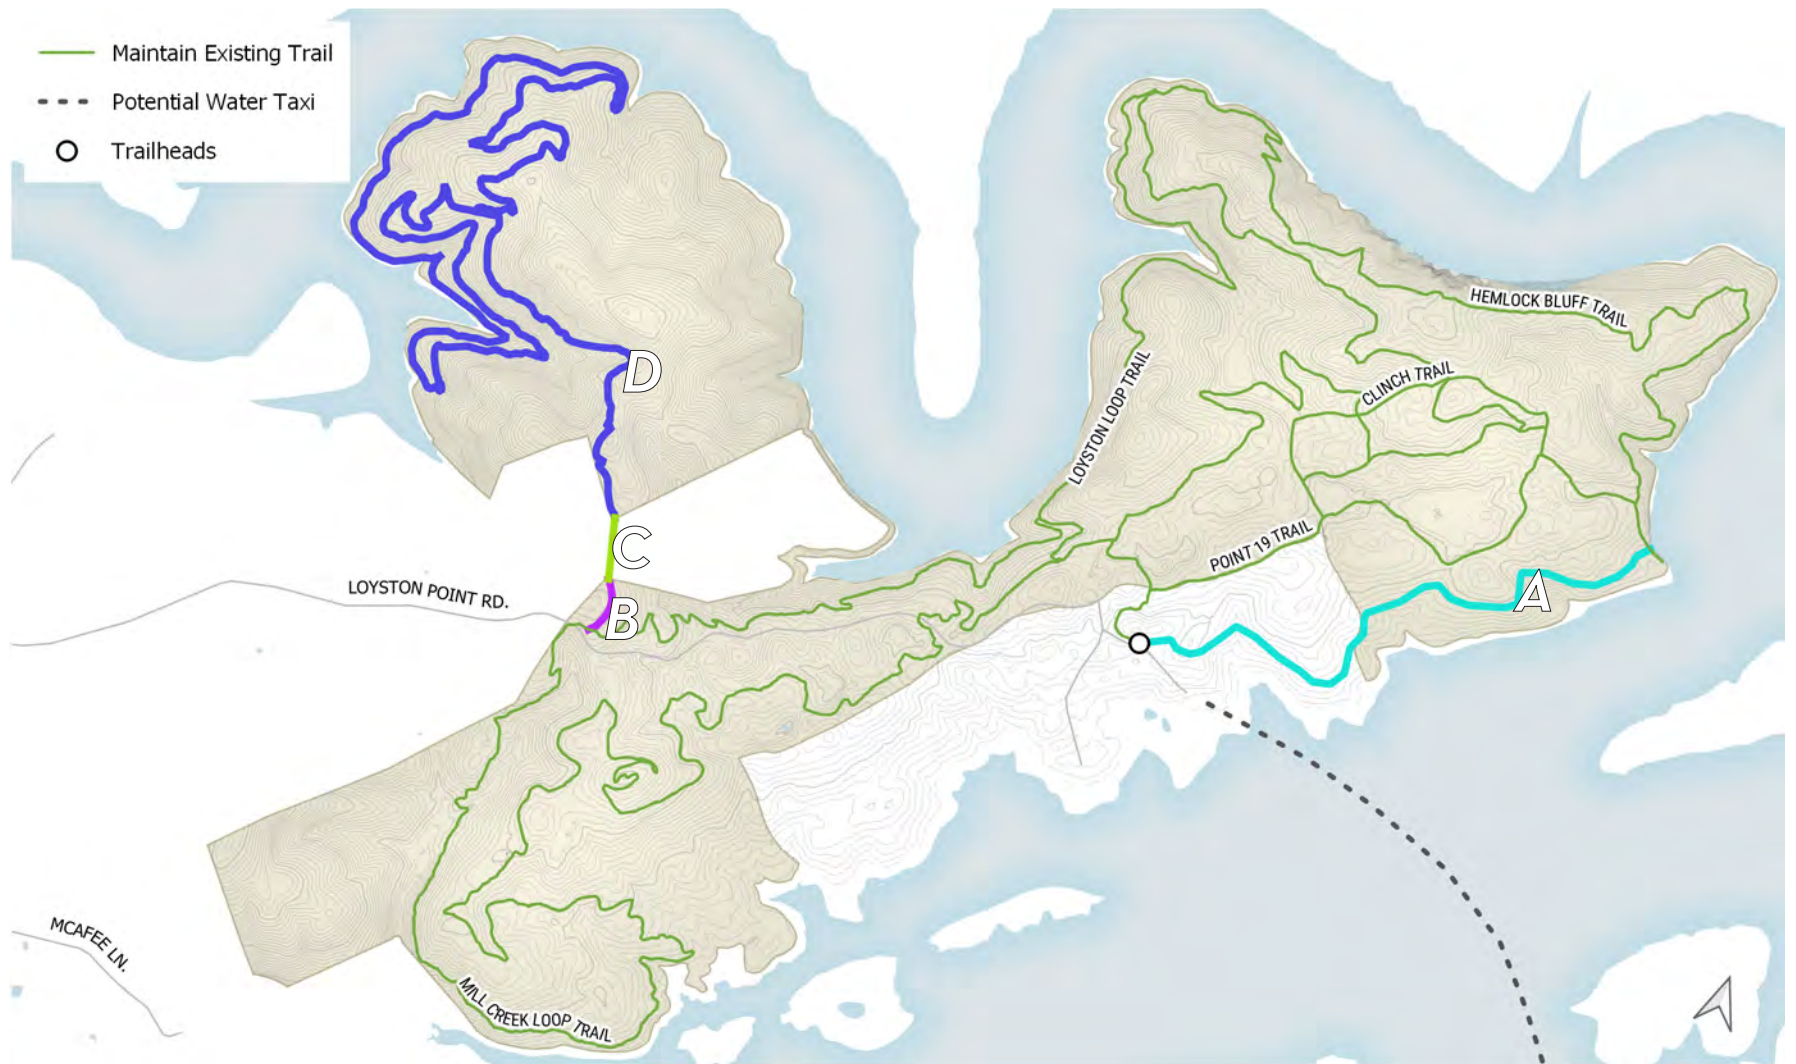 Maintain Existing Trail
Potential Water Taxi
Trailheads
HEMLOCK BLUFF TRAIL
CLINCH TRAIL
LOYSTON LOOP TRAIL
D
POINT 19 TRAIL
C
LOYSTON POINT RD.
A
B
MCAFEE LN.
MILL CREEK LOOP TRAIL